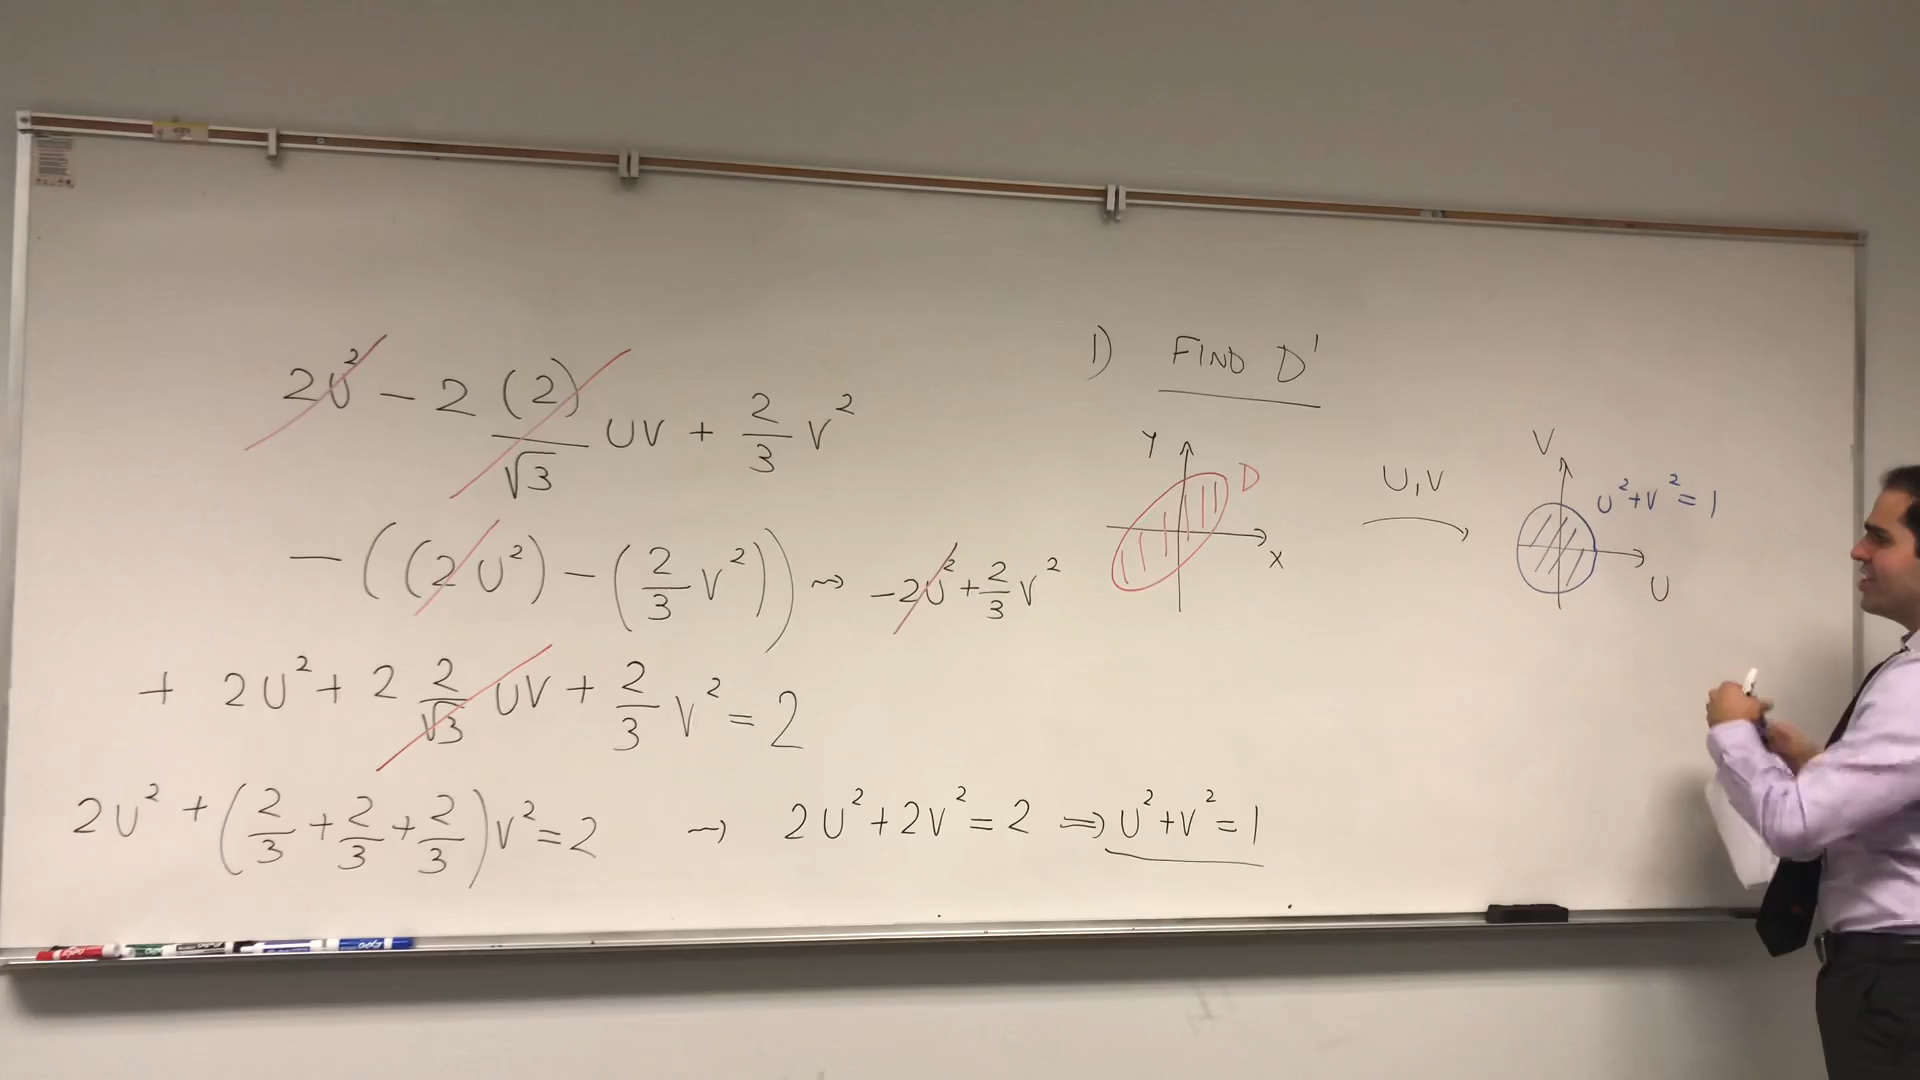 2U² - 2 (2)/√3 UV + 2/3 V²
- ((2U²) - (2/3 V²)) ⇝ -2U² + 2/3 V²
+ 2U² + 2 2/√3 UV + 2/3 V² = 2
2U² + (2/3 + 2/3 + 2/3) V² = 2 ⇝ 2U² + 2V² = 2 ⇒ U² + V² = 1
1) FIND D'
Y
D
X
U,V
V
U² + V² = 1
U